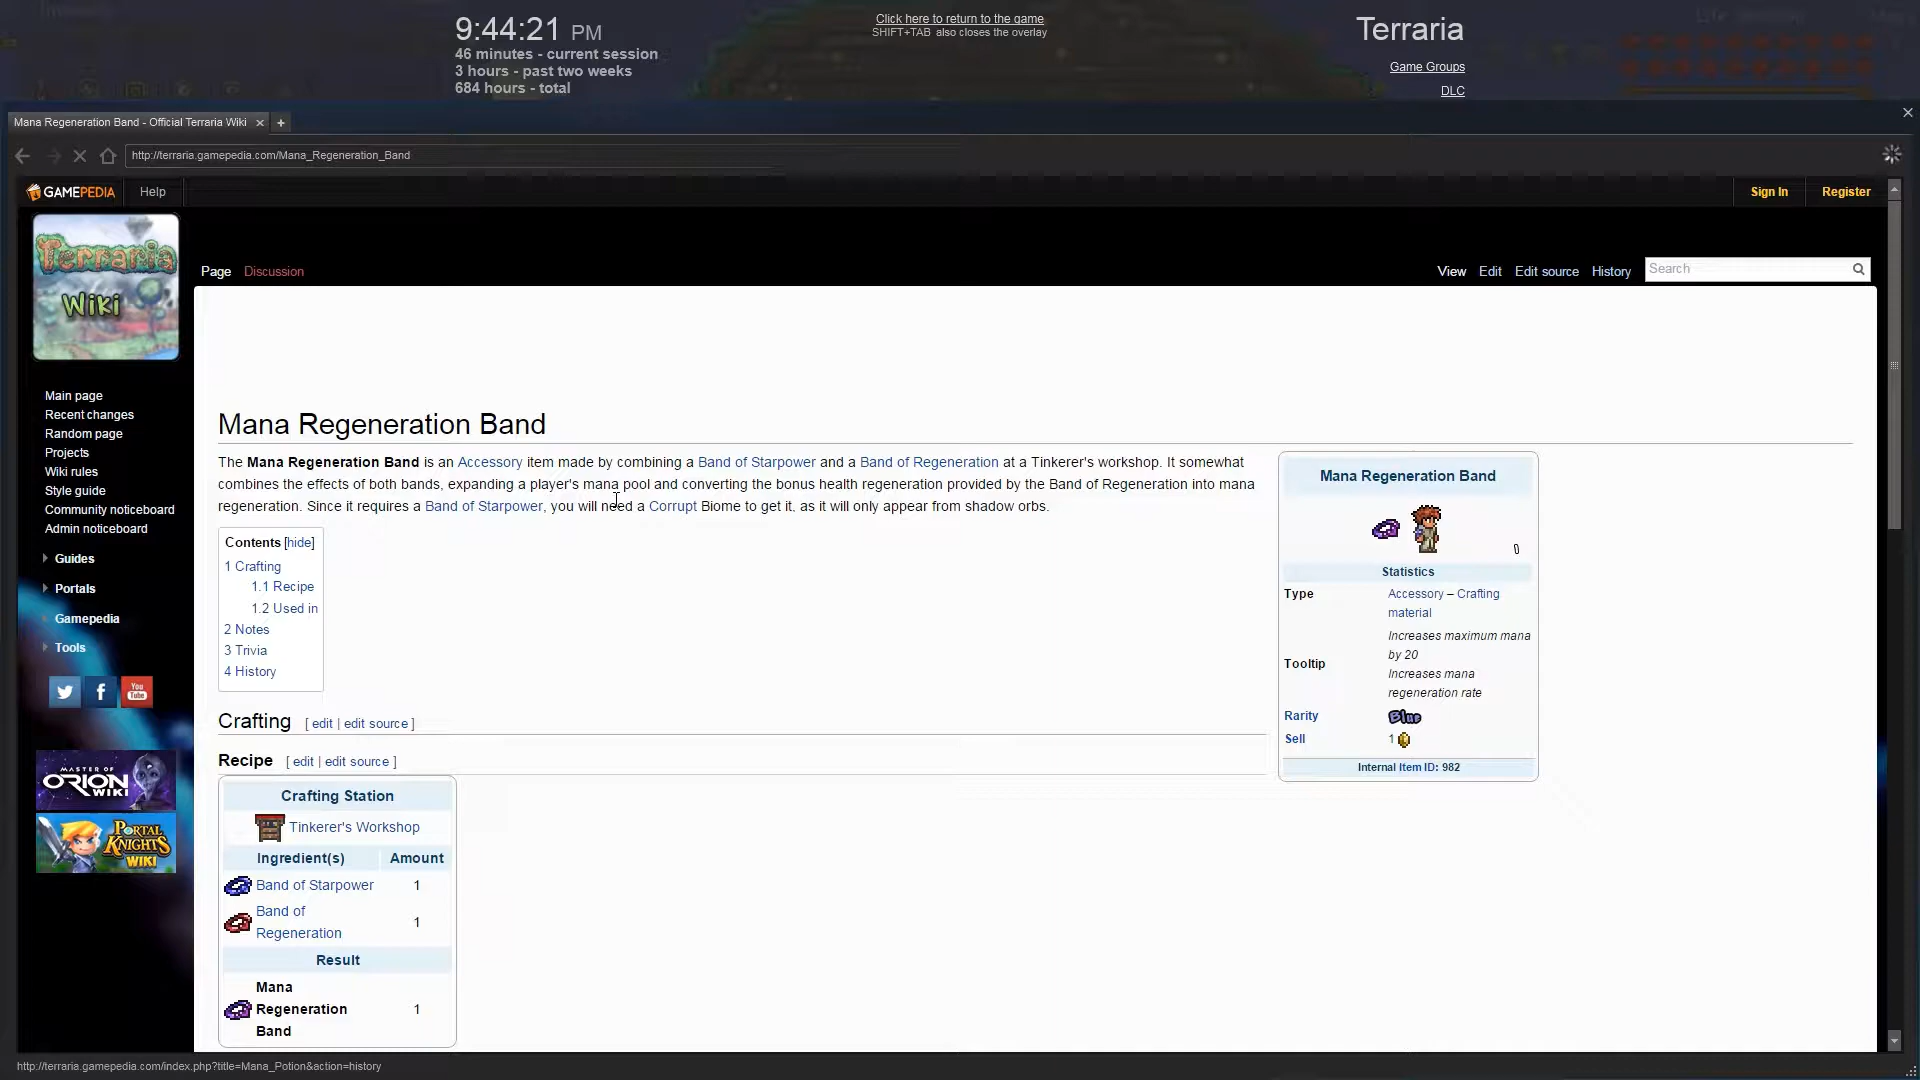 9:44:21 PM
46 minutes - current session
3 hours - past two weeks
684 hours - total
Click here to return to the game
SHIFT+TAB also closes the overlay
Terraria
Game Groups
DLC
Mana Regeneration Band - Official Terraria Wiki
http://terraria.gamepedia.com/Mana_Regeneration_Band
GAMEPEDIA
Help
Sign In
Register
Terraria
Wiki
Page
Discussion
View
Edit
Edit source
History
Search
Main page
Recent changes
Random page
Projects
Wiki rules
Style guide
Community noticeboard
Admin noticeboard
Guides
Portals
Gamepedia
Tools
You
Tube
MASTER OF
ORION
WIKI
PORTAL
KNIGHTS
WIKI
Mana Regeneration Band
The Mana Regeneration Band is an Accessory item made by combining a Band of Starpower and a Band of Regeneration at a Tinkerer's workshop. It somewhat
combines the effects of both bands, expanding a player's mana pool and converting the bonus health regeneration provided by the Band of Regeneration into mana
regeneration. Since it requires a Band of Starpower, you will need a Corrupt Biome to get it, as it will only appear from shadow orbs.
Contents [hide]
1 Crafting
1.1 Recipe
1.2 Used in
2 Notes
3 Trivia
4 History
Crafting [ edit | edit source ]
Recipe [ edit | edit source ]
Crafting Station
Tinkerer's Workshop
Ingredient(s) Amount
Band of Starpower 1
Band of
Regeneration 1
Result
Mana
Regeneration 1
Band
Mana Regeneration Band
Statistics
Type Accessory – Crafting
material
Tooltip
Increases maximum mana
by 20
Increases mana
regeneration rate
Rarity Blue
Sell 1
Internal Item ID: 982
http://terraria.gamepedia.com/index.php?title=Mana_Potion&action=history